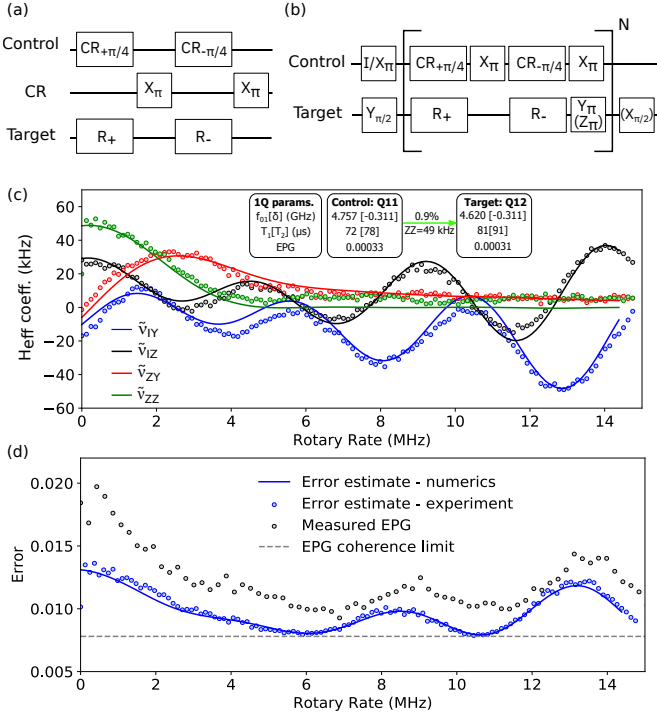 (a)
Control
CR+π/4
CR-π/4
CR
Xπ
Xπ
Target
R+
R-
(b)
N
Control
I/Xπ
CR+π/4
Xπ
CR-π/4
Xπ
Target
Yπ/2
R+
R-
Yπ
(Zπ)
(Xπ/2)
(c)
Heff coeff. (kHz)
60
40
20
0
−20
−40
−60
1Q params.
f01[δ] (GHz)
T1[T2] (μs)
EPG
Control: Q11
4.757 [-0.311]
72 [78]
0.00033
0.9%
ZZ=49 kHz
Target: Q12
4.620 [-0.311]
81[91]
0.00031
ν̃IY
ν̃IZ
ν̃ZY
ν̃ZZ
0 2 4 6 8 10 12 14
Rotary Rate (MHz)
(d)
Error
0.020
0.015
0.010
0.005
Error estimate - numerics
Error estimate - experiment
Measured EPG
EPG coherence limit
0 2 4 6 8 10 12 14
Rotary Rate (MHz)